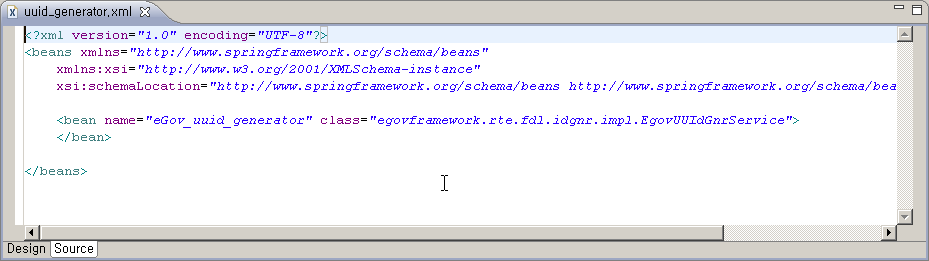 uuid_generator.xml
<?xml version="1.0" encoding="UTF-8"?>
<beans xmlns="http://www.springframework.org/schema/beans"
xmlns:xsi="http://www.w3.org/2001/XMLSchema-instance"
xsi:schemaLocation="http://www.springframework.org/schema/beans http://www.springframework.org/schema/bea
<bean name="eGov_uuid_generator" class="egovframework.rte.fdl.idgnr.impl.EgovUUIdGnrService">
</bean>
</beans>
Design Source